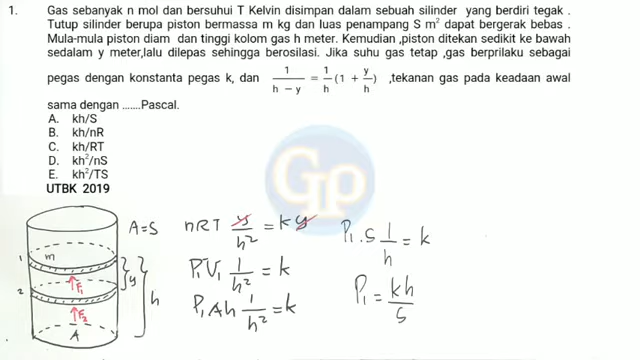 1. Gas sebanyak n mol dan bersuhui T Kelvin disimpan dalam sebuah silinder yang berdiri tegak .
Tutup silinder berupa piston bermassa m kg dan luas penampang S m² dapat bergerak bebas .
Mula-mula piston diam dan tinggi kolom gas h meter. Kemudian ,piston ditekan sedikit ke bawah
sedalam y meter,lalu dilepas sehingga berosilasi. Jika suhu gas tetap ,gas berprilaku sebagai
pegas dengan konstanta pegas k, dan 1/(h − y) = 1/h (1 + y/h) ,tekanan gas pada keadaan awal
sama dengan .......Pascal.
A. kh/S
B. kh/nR
C. kh/RT
D. kh²/nS
E. kh²/TS
UTBK 2019
Gip
A=S
1 m
F₁
y
h
2
F₂
A
nRT y/h² = k y
P₁V₁ 1/h² = k
P₁Ah 1/h² = k
P₁.S 1/h = k
P₁ = kh/S